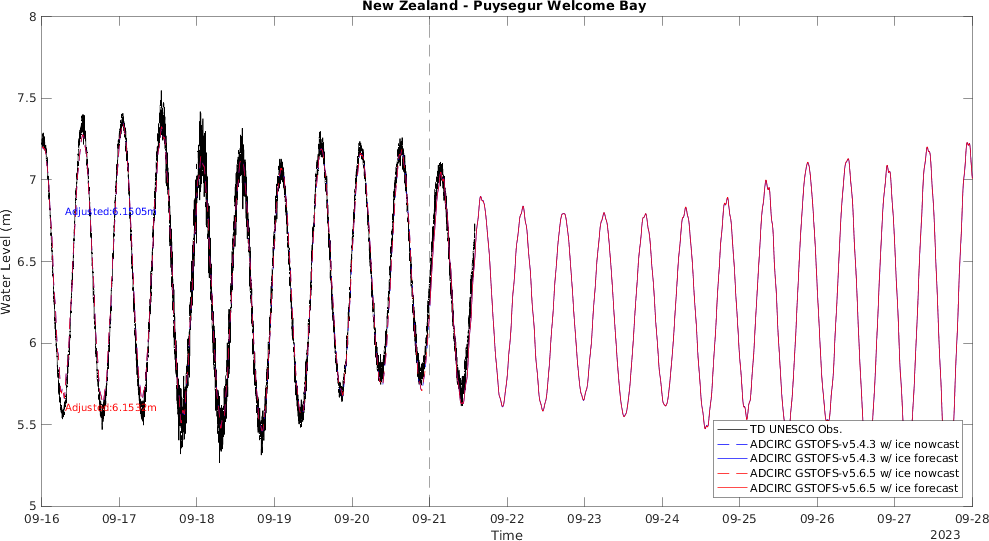 New Zealand - Puysegur Welcome Bay
8
7.5
7
6.5
6
5.5
5
Water Level (m)
Adjusted:6.1505m
Adjusted:6.1532m
TD UNESCO Obs.
ADCIRC GSTOFS-v5.4.3 w/ ice nowcast
ADCIRC GSTOFS-v5.4.3 w/ ice forecast
ADCIRC GSTOFS-v5.6.5 w/ ice nowcast
ADCIRC GSTOFS-v5.6.5 w/ ice forecast
09-16 09-17 09-18 09-19 09-20 09-21 09-22 09-23 09-24 09-25 09-26 09-27 09-28
Time
2023